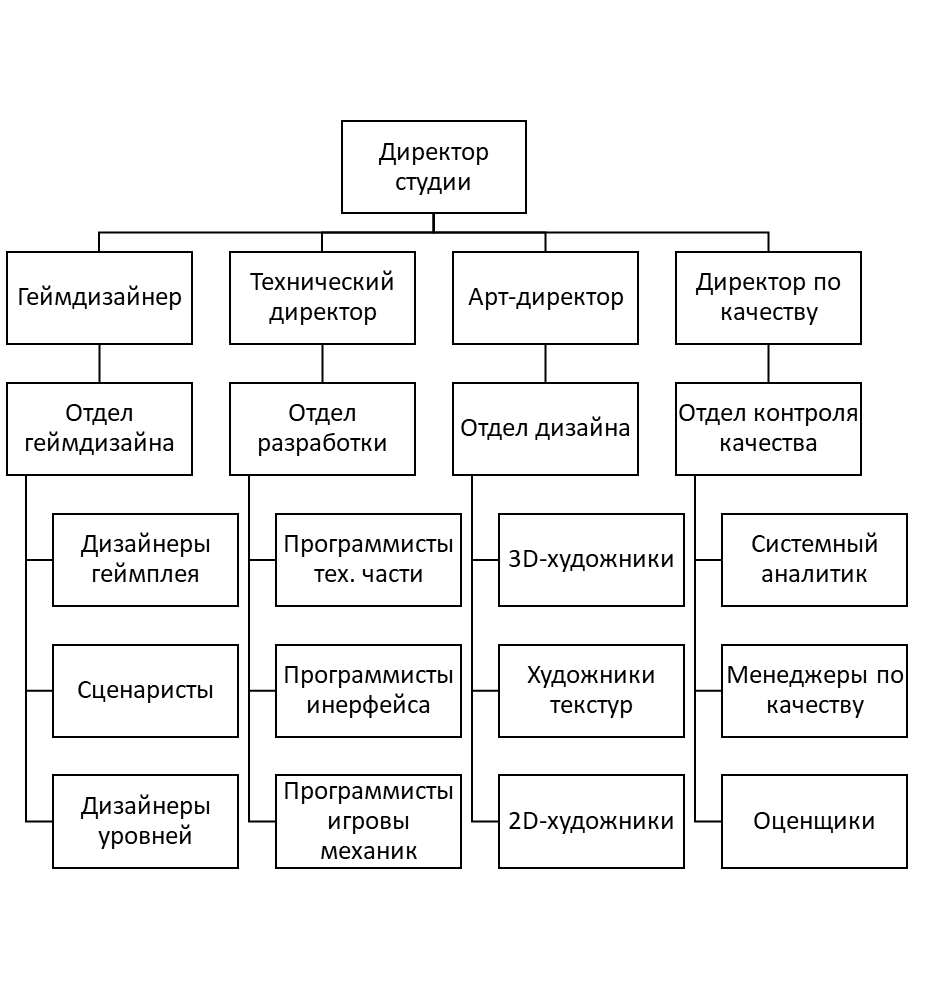 Директор
студии
Геймдизайнер
Технический
директор
Арт-директор
Директор по
качеству
Отдел
геймдизайна
Отдел
разработки
Отдел дизайна
Отдел контроля
качества
Дизайнеры
геймплея
Программисты
тех. части
3D-художники
Системный
аналитик
Сценаристы
Программисты
инерфейса
Художники
текстур
Менеджеры по
качеству
Дизайнеры
уровней
Программисты
игровы
механик
2D-художники
Оценщики